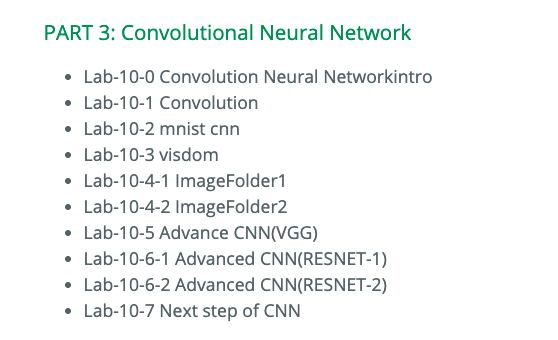 PART 3: Convolutional Neural Network
Lab-10-0 Convolution Neural Networkintro
Lab-10-1 Convolution
Lab-10-2 mnist cnn
Lab-10-3 visdom
Lab-10-4-1 ImageFolder1
Lab-10-4-2 ImageFolder2
Lab-10-5 Advance CNN(VGG)
Lab-10-6-1 Advanced CNN(RESNET-1)
Lab-10-6-2 Advanced CNN(RESNET-2)
Lab-10-7 Next step of CNN